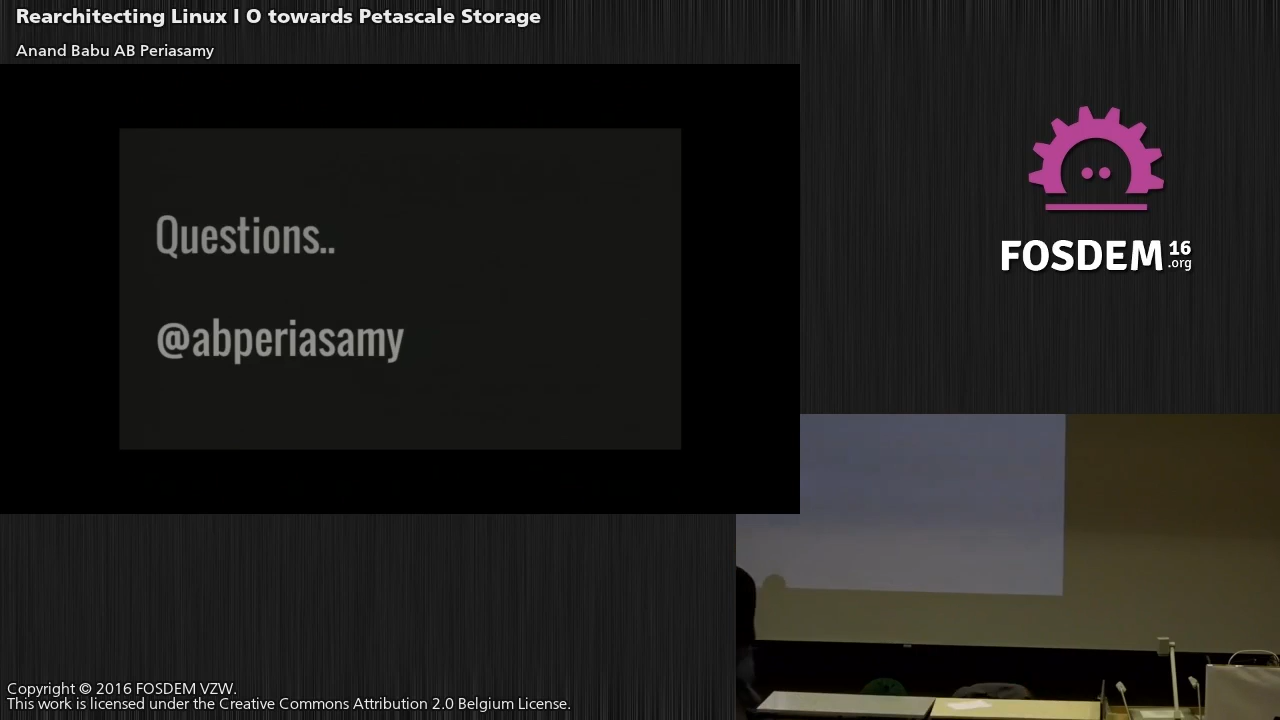 Rearchitecting Linux I O towards Petascale Storage
Anand Babu AB Periasamy
Questions..
@abperiasamy
FOSDEM 16
.org
Copyright © 2016 FOSDEM VZW.
This work is licensed under the Creative Commons Attribution 2.0 Belgium License.